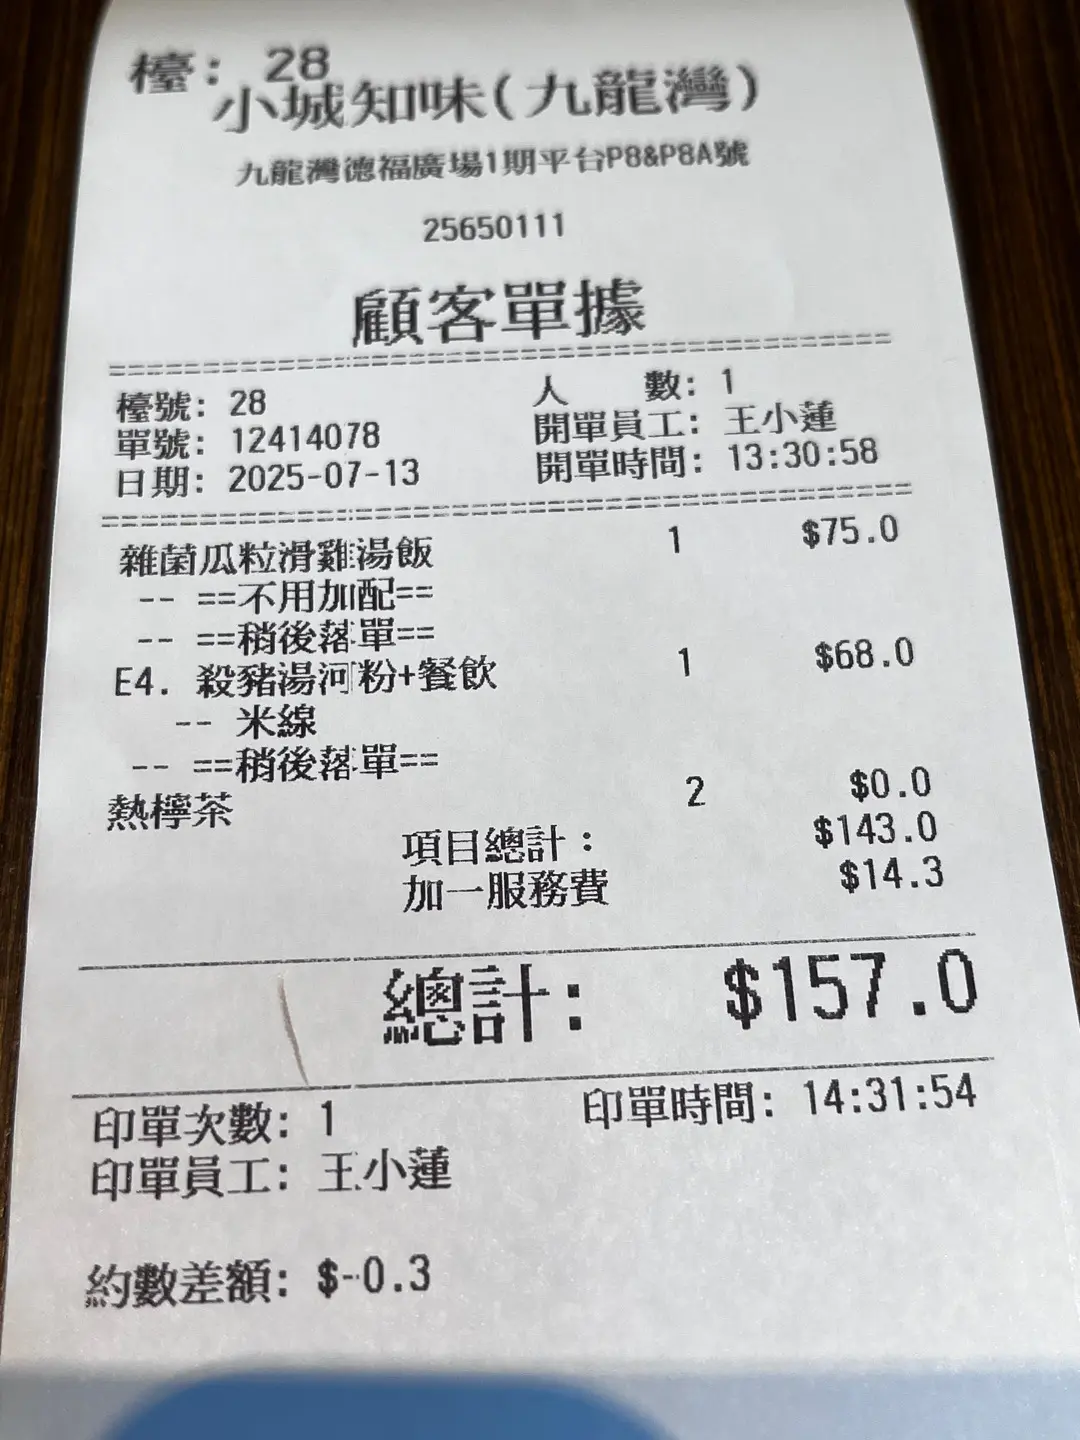 檯: 28
小城知味(九龍灣)
九龍灣德福廣場1期平台P8&P8A號
25650111
顧客單據
檯號: 28 人 數: 1
單號: 12414078 開單員工: 王小蓮
日期: 2025-07-13 開單時間: 13:30:58
雜菌瓜粒滑雞湯飯 1 $75.0
-- ==不用加配==
-- ==稍後落單==
E4. 殺豬湯河粉+餐飲 1 $68.0
-- 米線
-- ==稍後落單==
熱檸茶 2 $0.0
項目總計: $143.0
加一服務費 $14.3
總計: $157.0
印單次數: 1 印單時間: 14:31:54
印單員工: 王小蓮
約數差額: $-0.3